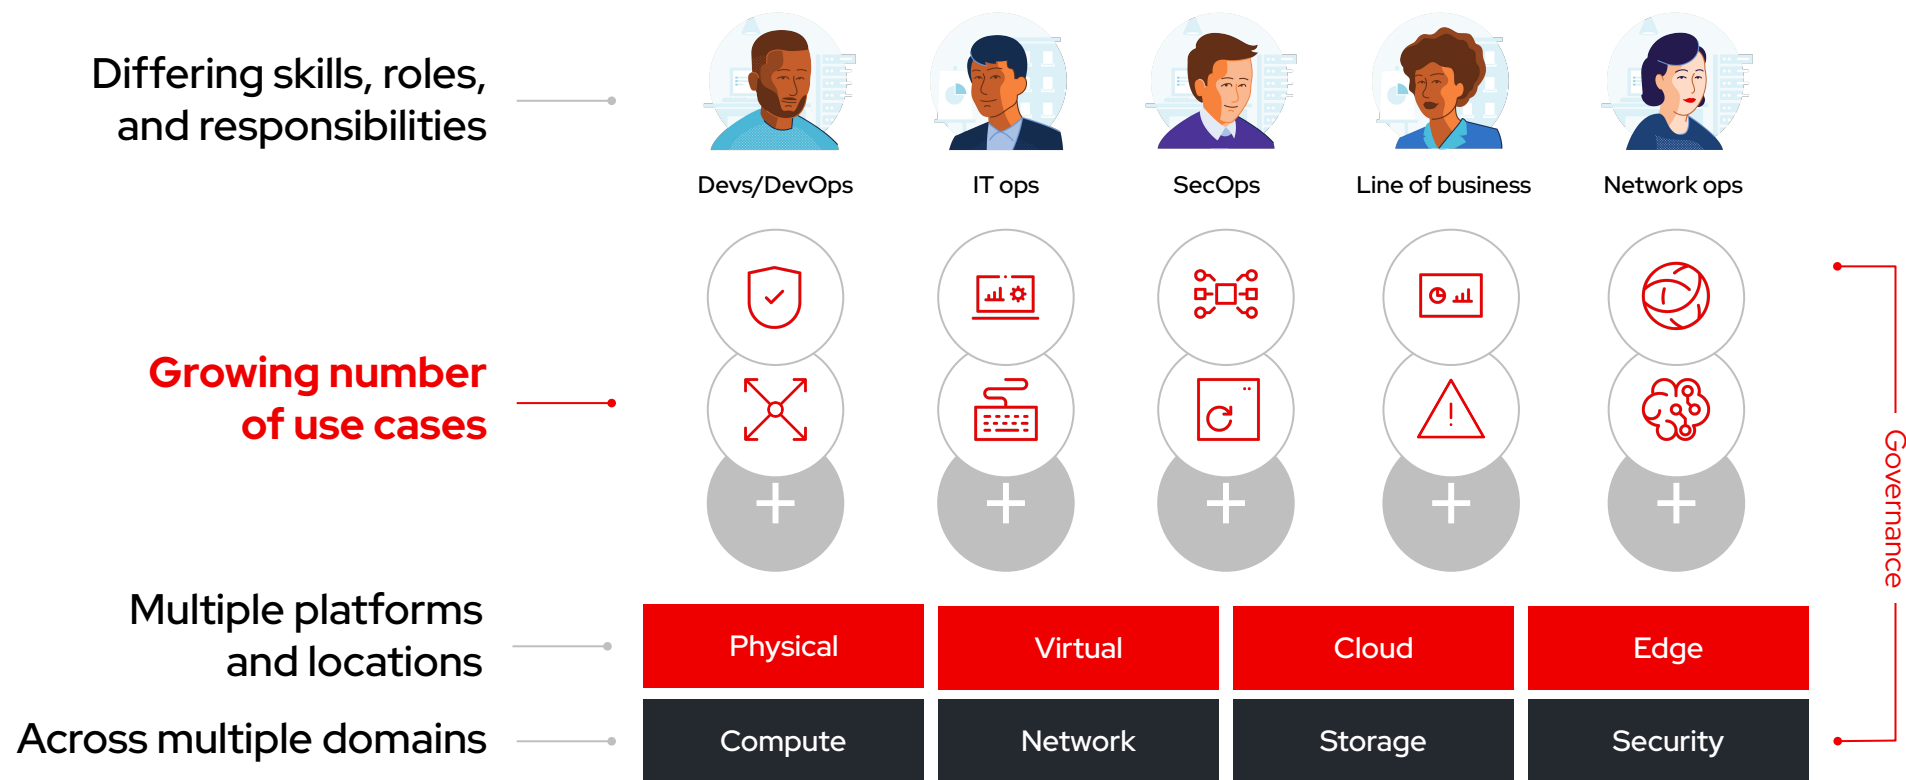 Differing skills, roles,
and responsibilities
Devs/DevOps
IT ops
SecOps
Line of business
Network ops
Growing number
of use cases
Governance
Multiple platforms
and locations
Physical
Virtual
Cloud
Edge
Across multiple domains
Compute
Network
Storage
Security